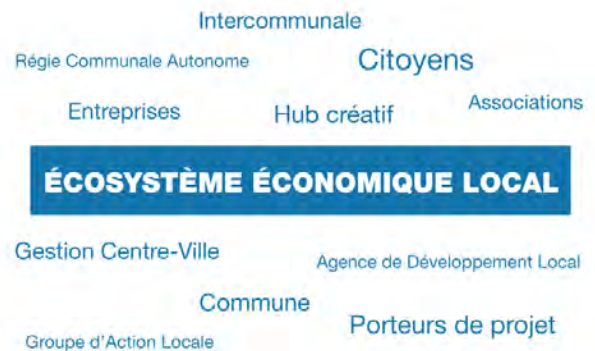 Intercommunale
Régie Communale Autonome
Citoyens
Entreprises
Hub créatif
Associations
ÉCOSYSTÈME ÉCONOMIQUE LOCAL
Gestion Centre-Ville
Agence de Développement Local
Commune
Porteurs de projet
Groupe d'Action Locale